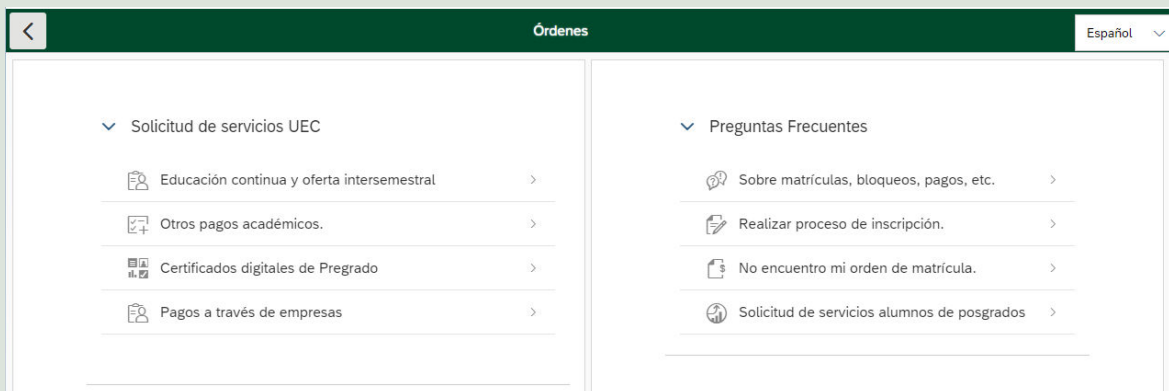 Órdenes
Español
Solicitud de servicios UEC
Educación continua y oferta intersemestral
Otros pagos académicos.
Certificados digitales de Pregrado
Pagos a través de empresas
Preguntas Frecuentes
Sobre matrículas, bloqueos, pagos, etc.
Realizar proceso de inscripción.
No encuentro mi orden de matrícula.
Solicitud de servicios alumnos de posgrados